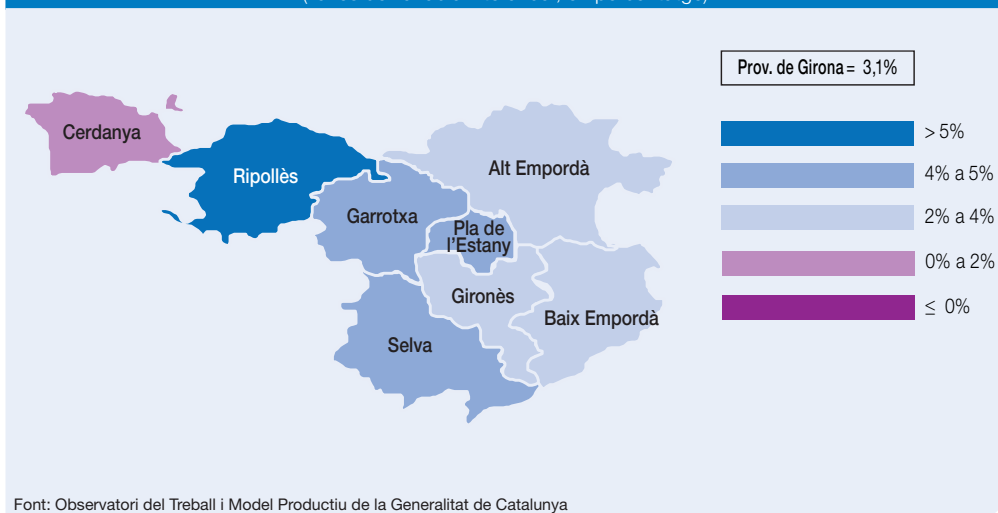 Prov. de Girona = 3,1%
> 5%
4% a 5%
2% a 4%
0% a 2%
≤ 0%
Cerdanya
Ripollès
Alt Empordà
Garrotxa
Pla de
l'Estany
Gironès
Baix Empordà
Selva
Font: Observatori del Treball i Model Productiu de la Generalitat de Catalunya